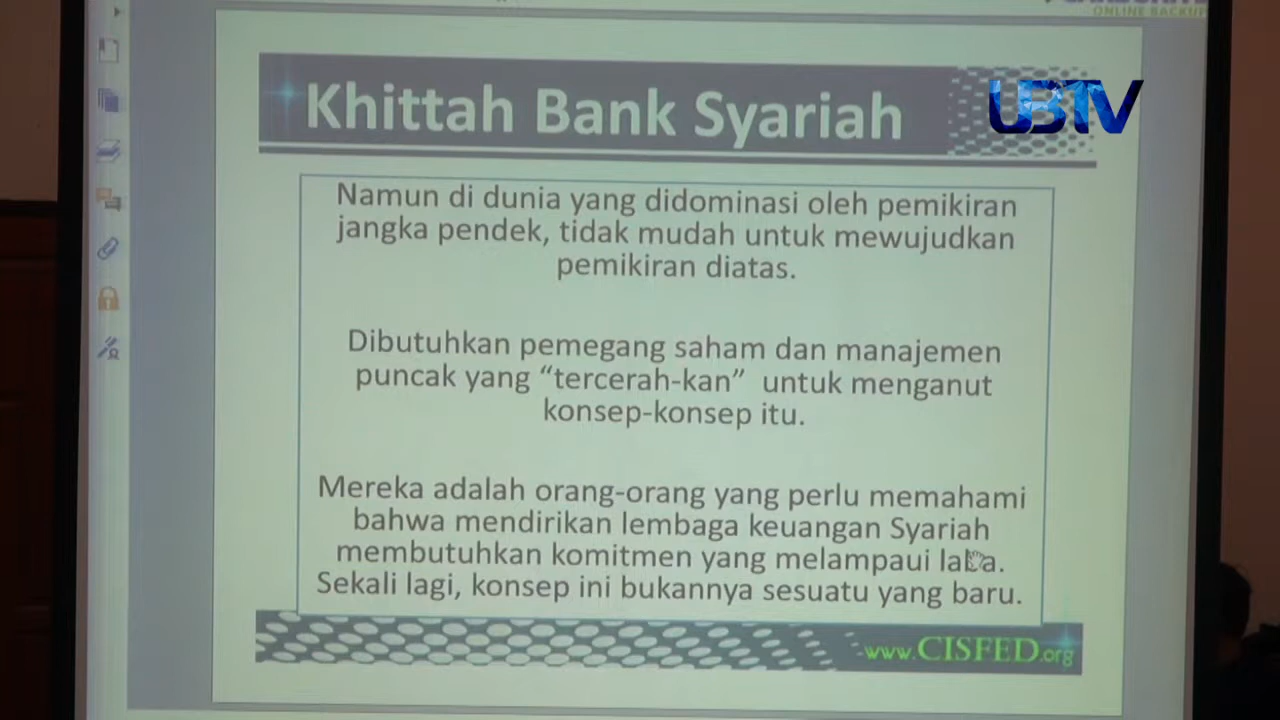 ONLINE BACKUP
Khittah Bank Syariah
UBTV
Namun di dunia yang didominasi oleh pemikiran
jangka pendek, tidak mudah untuk mewujudkan
pemikiran diatas.
Dibutuhkan pemegang saham dan manajemen
puncak yang “tercerah-kan” untuk menganut
konsep-konsep itu.
Mereka adalah orang-orang yang perlu memahami
bahwa mendirikan lembaga keuangan Syariah
membutuhkan komitmen yang melampaui laba.
Sekali lagi, konsep ini bukannya sesuatu yang baru.
www.CISFED.org